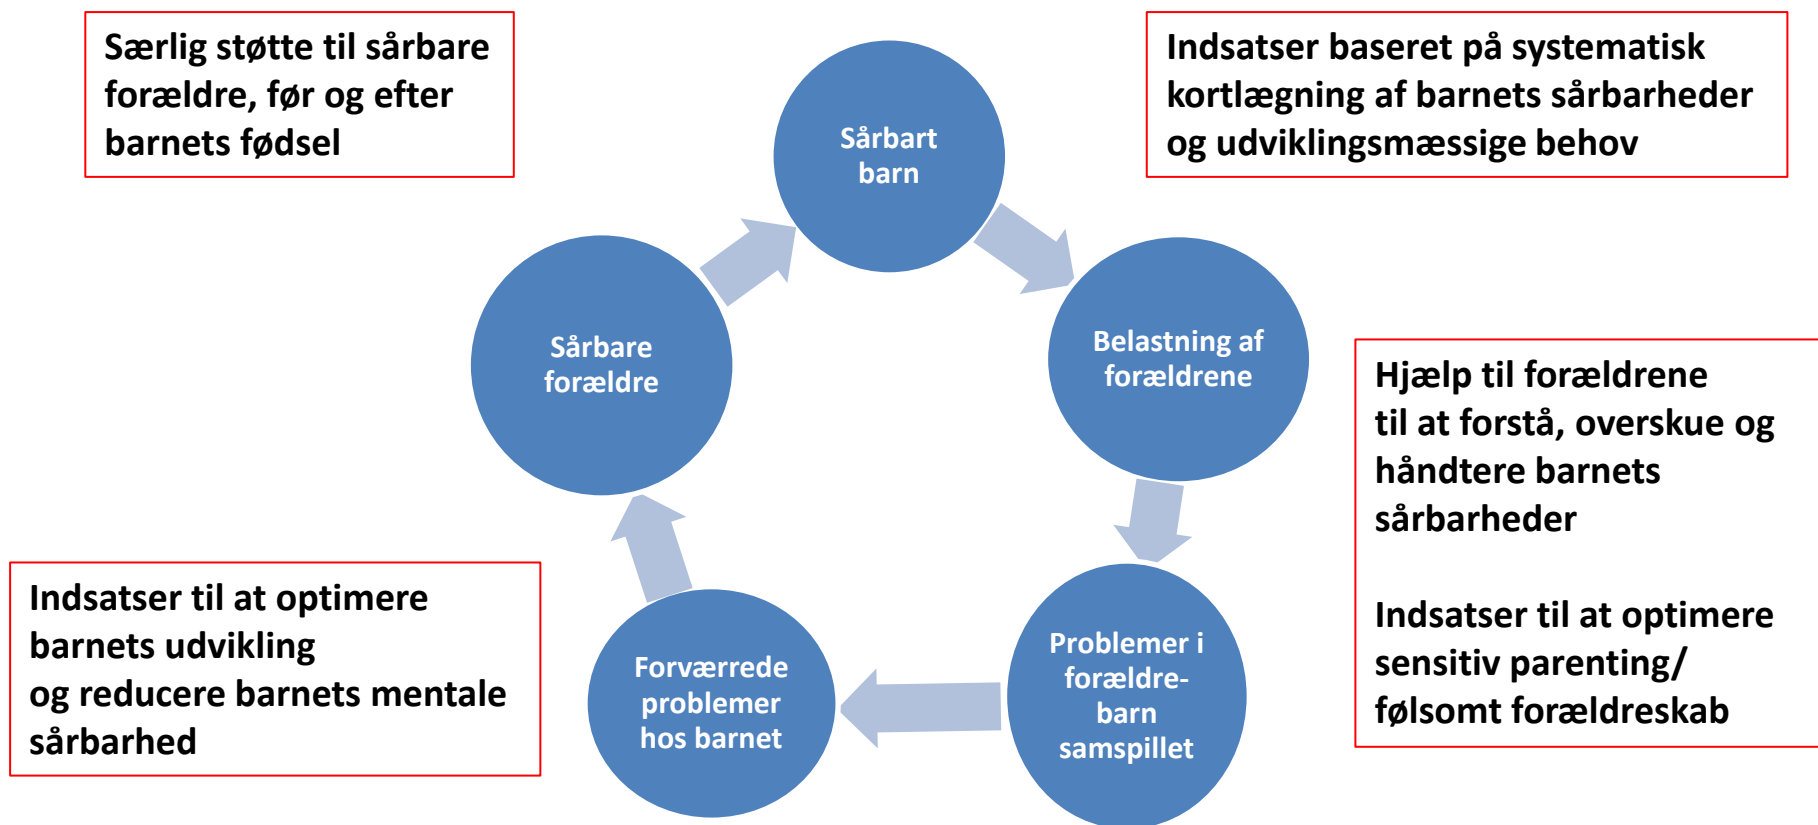 Særlig støtte til sårbare
forældre, før og efter
barnets fødsel
Indsatser baseret på systematisk
kortlægning af barnets sårbarheder
og udviklingsmæssige behov
Sårbart
barn
Belastning af
forældrene
Sårbare
forældre
Hjælp til forældrene
til at forstå, overskue og
håndtere barnets
sårbarheder
Indsatser til at optimere
sensitiv parenting/
følsomt forældreskab
Problemer i
forældre-
barn
samspillet
Forværrede
problemer
hos barnet
Indsatser til at optimere
barnets udvikling
og reducere barnets mentale
sårbarhed